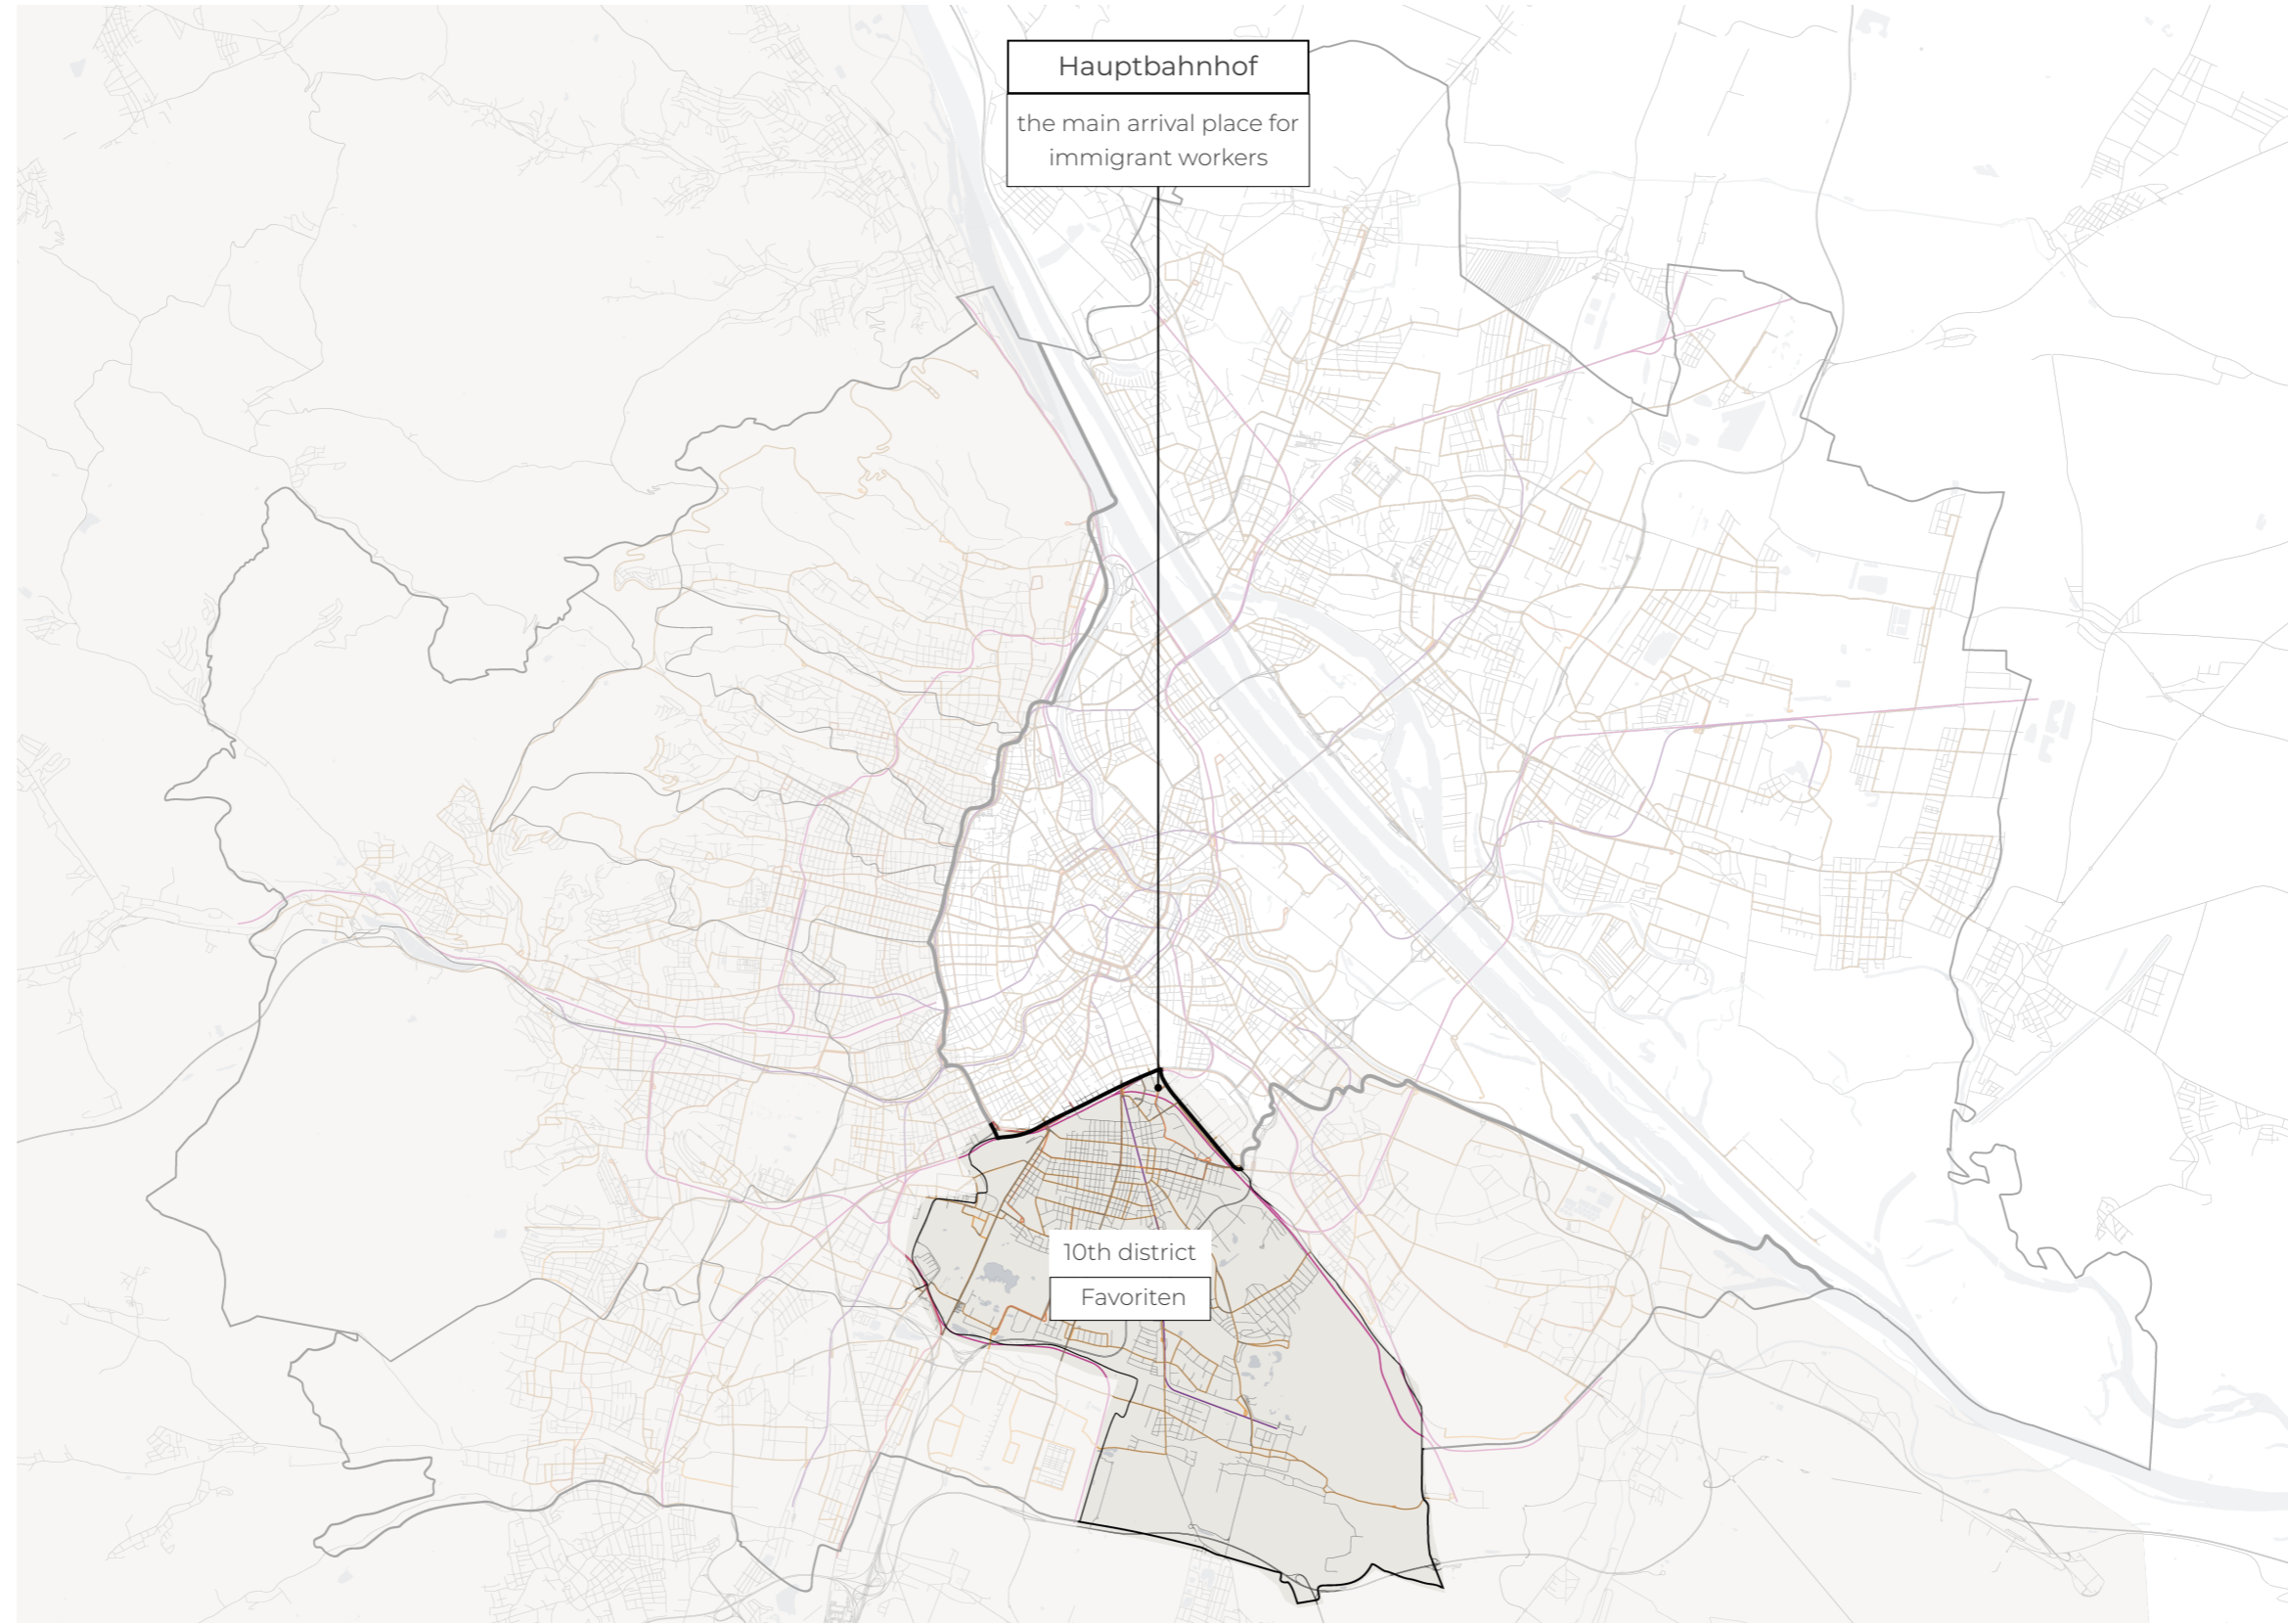 Hauptbahnhof
the main arrival place for
immigrant workers
10th district
Favoriten